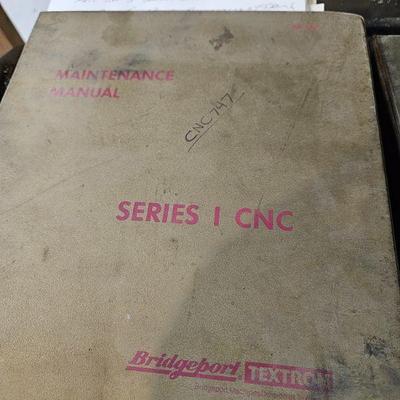 MAINTENANCE
MANUAL
CNC747
SERIES I CNC
Bridgeport TEXTRON